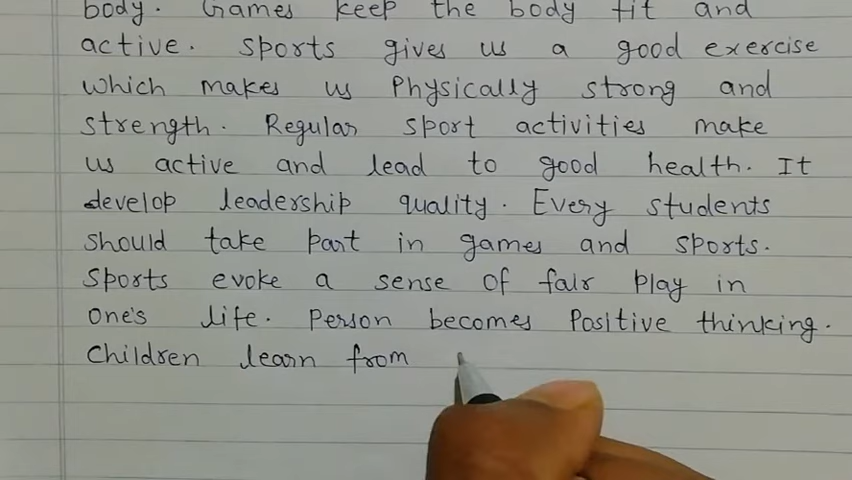 body. Games keep the body fit and
active. Sports gives us a good exercise
which makes us Physically strong and
strength. Regular sport activities make
us active and lead to good health. It
develop leadership quality. Every students
should take part in games and sports.
Sports evoke a sense of fair play in
one's life. Person becomes Positive thinking.
Children learn from